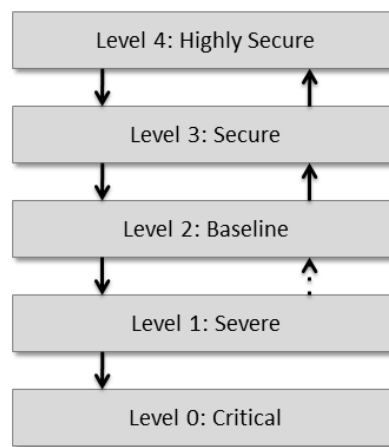 Level 4: Highly Secure
Level 3: Secure
Level 2: Baseline
Level 1: Severe
Level 0: Critical